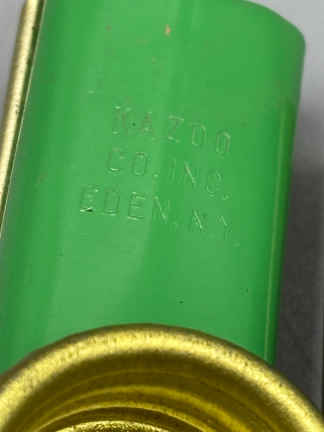 KAZOO
CO. INC.
EDEN, N.Y.